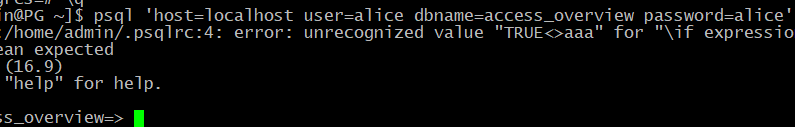 gres=# \q
in@PG ~]$ psql 'host=localhost user=alice dbname=access_overview password=alice'
:/home/admin/.psqlrc:4: error: unrecognized value "TRUE<>aaa" for "\if expressio
ean expected
(16.9)
"help" for help.
ss_overview=>